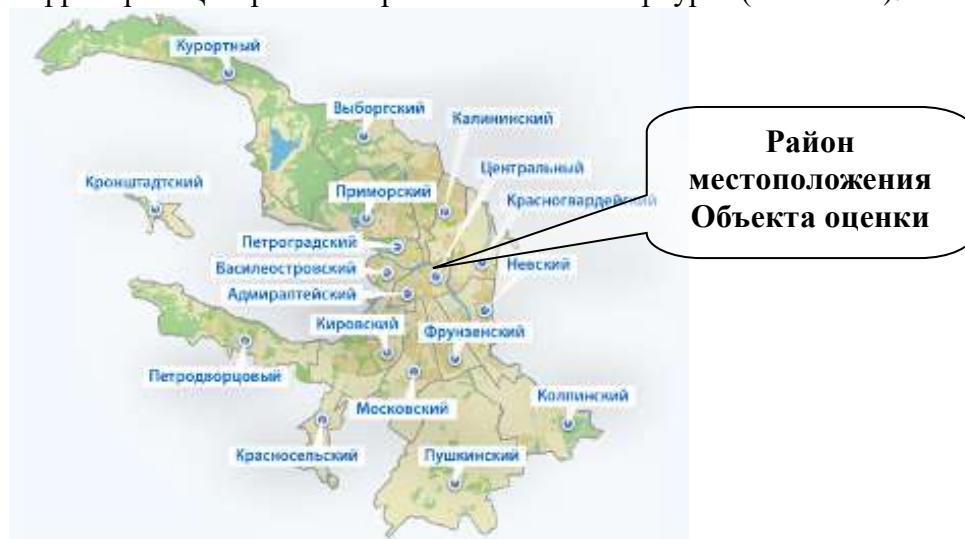 Курортный
Выборгский
Калининский
Центральный
Кронштадтский
Приморский
Красногвардейский
Петроградский
Василеостровский
Невский
Адмиралтейский
Кировский
Фрунзенский
Петродворцовый
Московский
Колпинский
Красносельский
Пушкинский
Район
местоположения
Объекта оценки